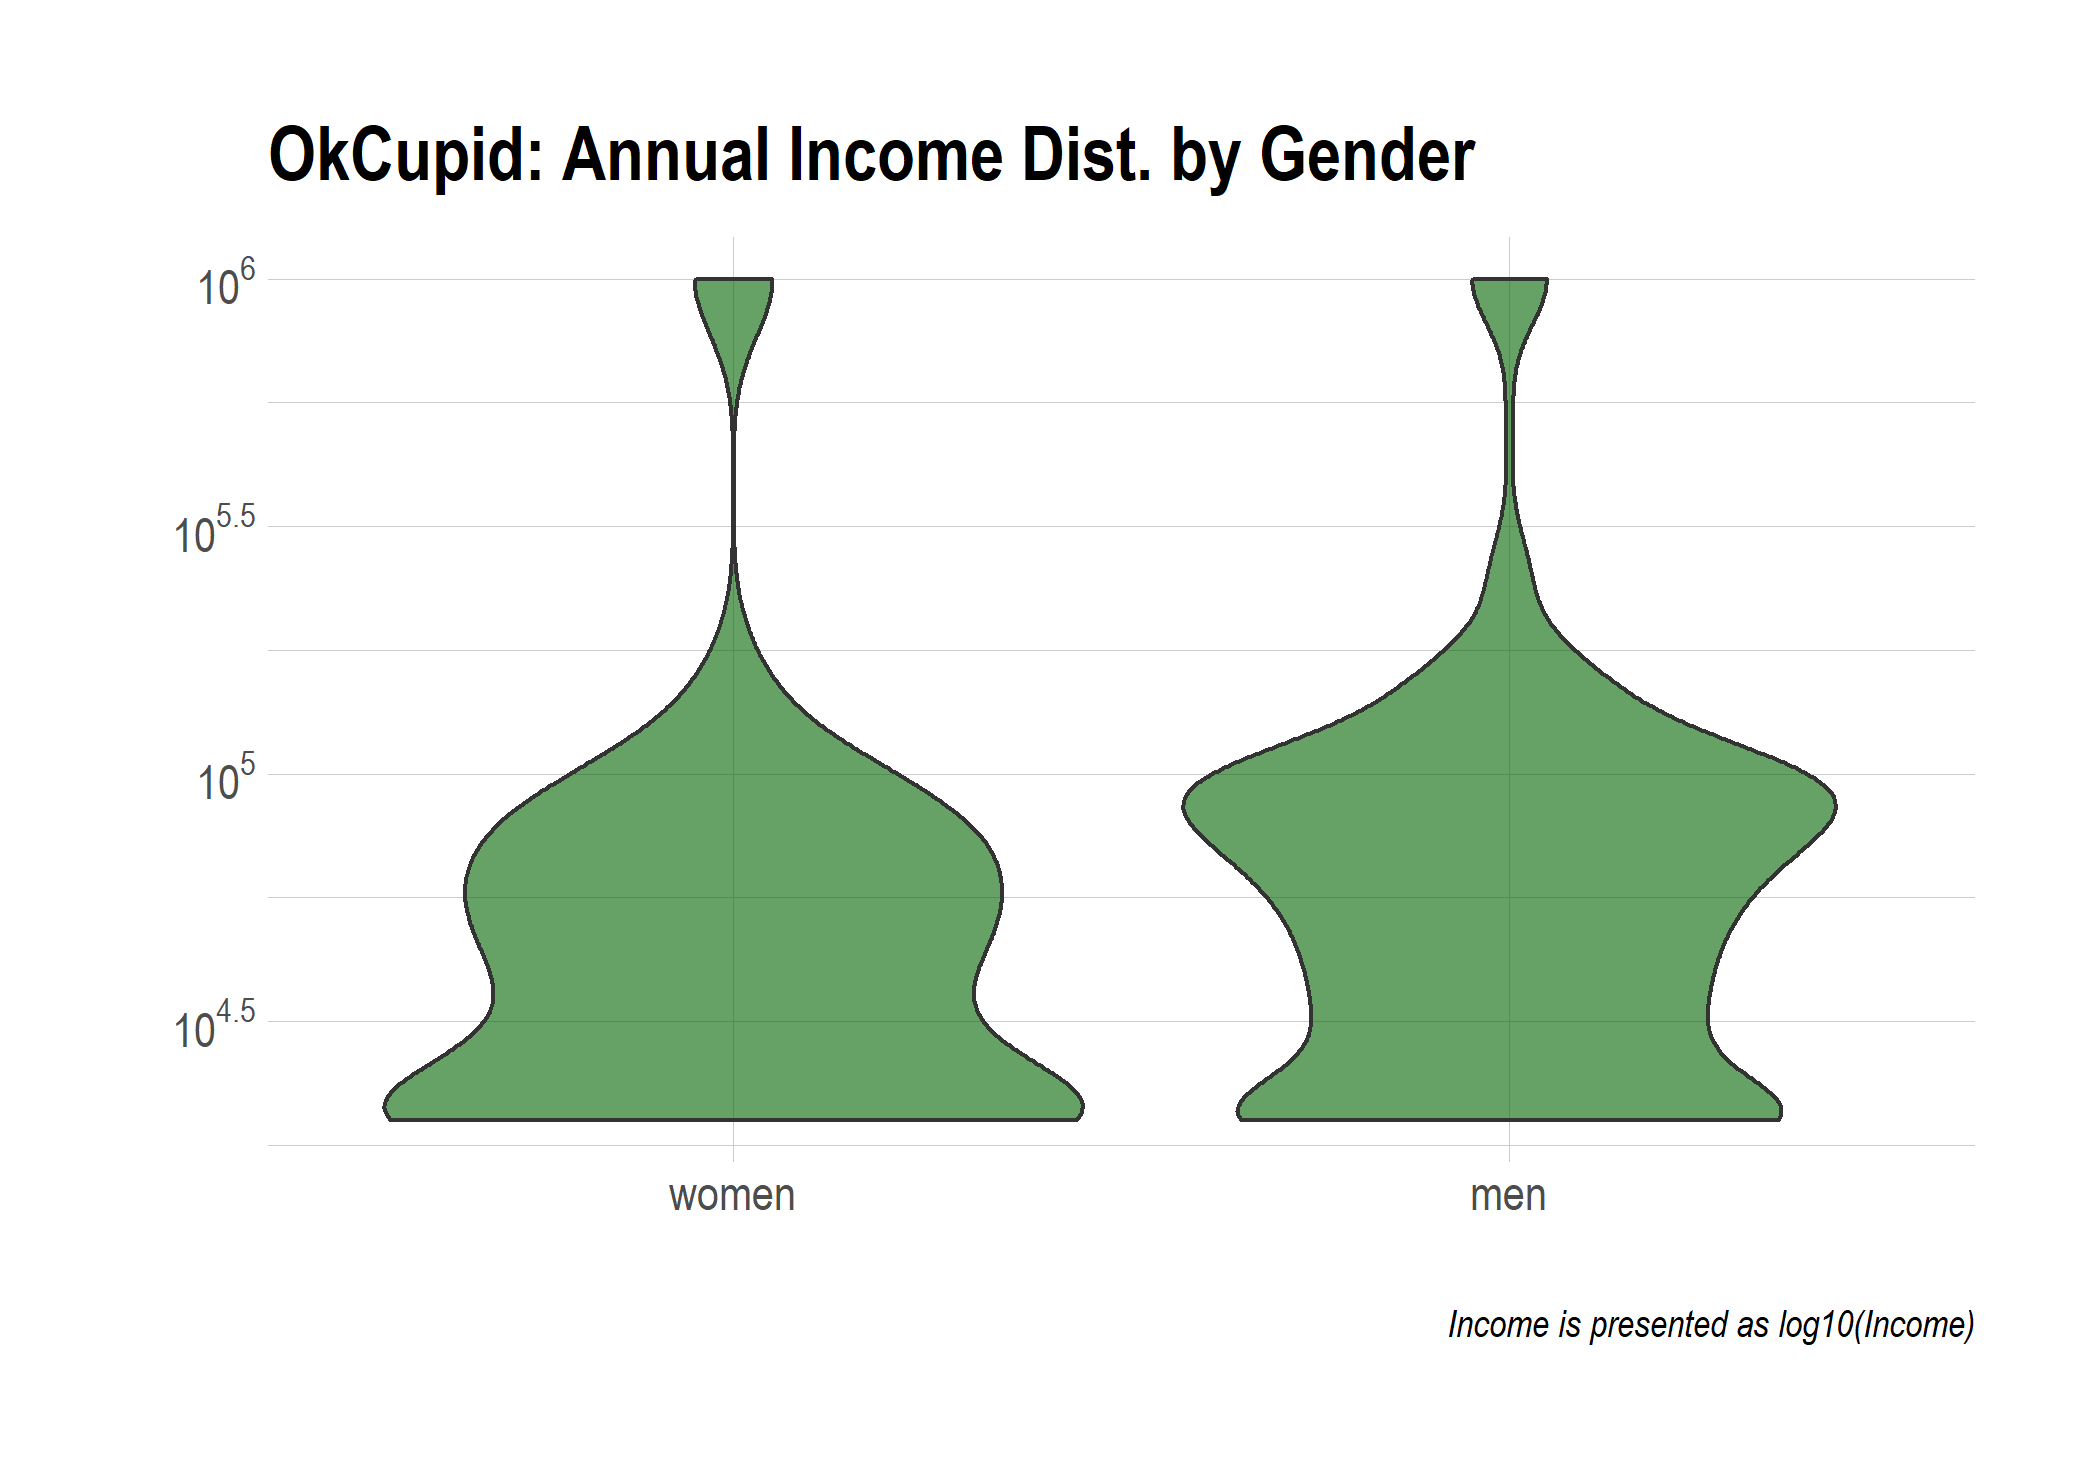 OkCupid: Annual Income Dist. by Gender
10^6
10^5.5
10^5
10^4.5
women men
Income is presented as log10(Income)